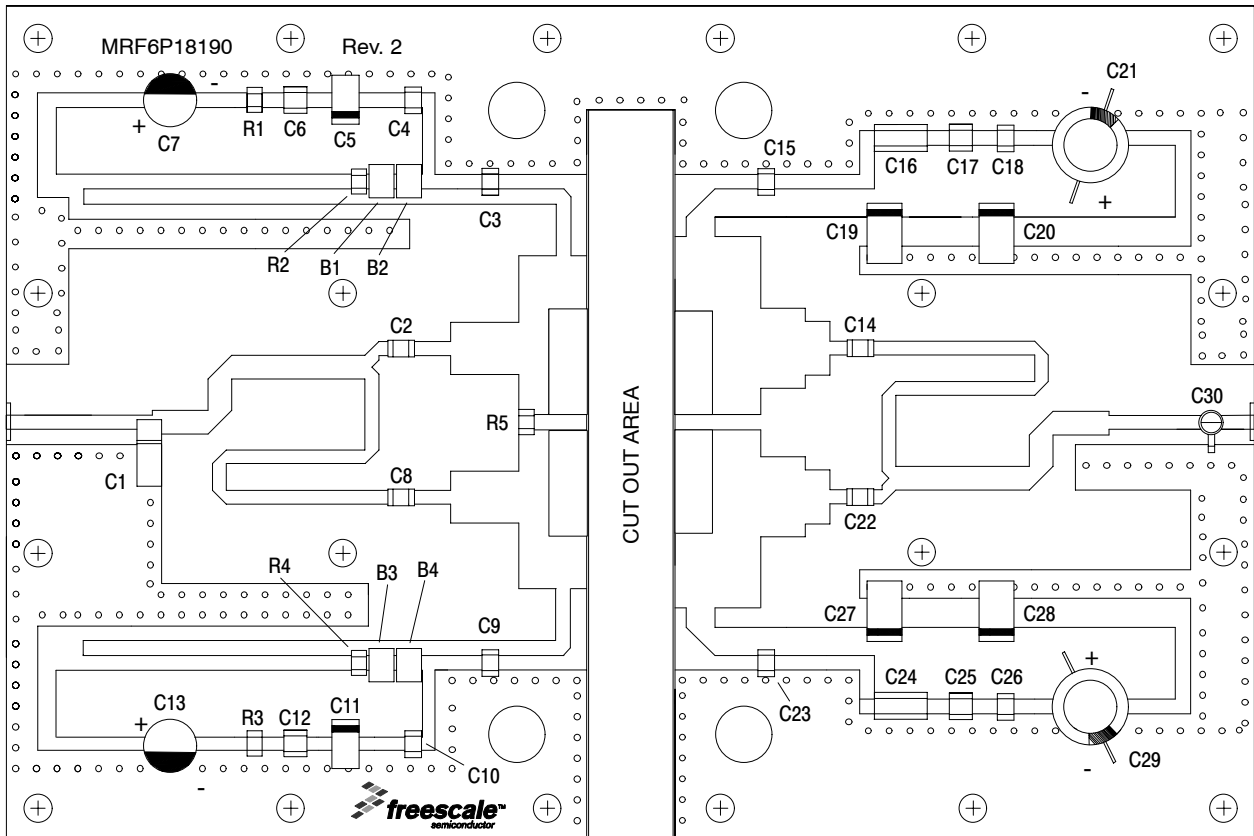 MRF6P18190
Rev. 2
C21
-
-
+
C7
R1
C6
C5
C4
C15
C16
C17
C18
+
C3
C19
C20
R2
B1
B2
C2
C14
C30
R5
CUT OUT AREA
C1
C8
C22
R4
B3
B4
C9
C27
C28
+
C13
+
R3
C12
C11
C24
C25
C26
C23
C10
C29
-
-
freescale™
semiconductor